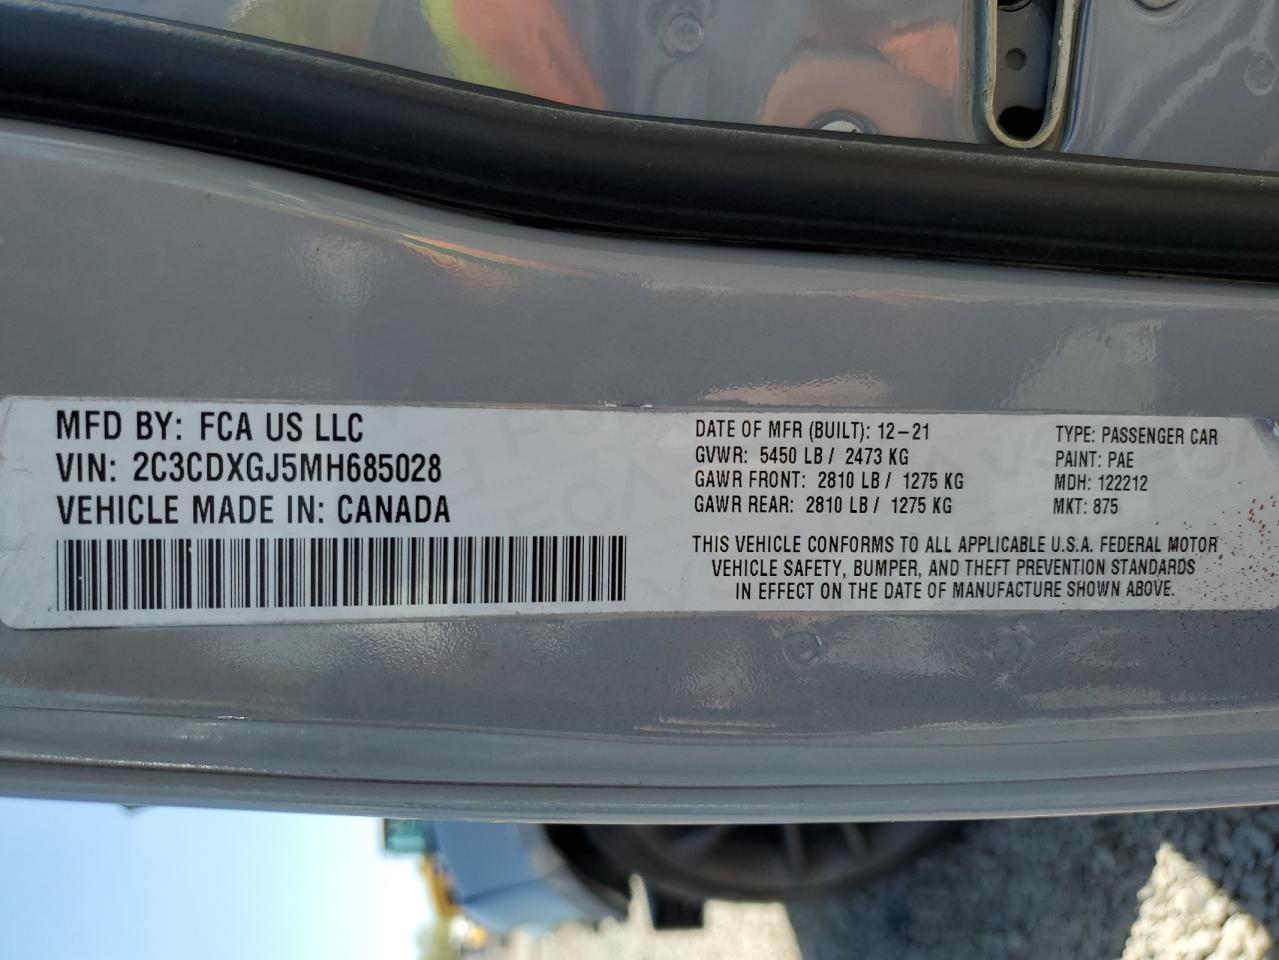 MFD BY: FCA US LLC
VIN: 2C3CDXGJ5MH685028
VEHICLE MADE IN: CANADA
DATE OF MFR (BUILT): 12-21
GVWR: 5450 LB / 2473 KG
GAWR FRONT: 2810 LB / 1275 KG
GAWR REAR: 2810 LB / 1275 KG
TYPE: PASSENGER CAR
PAINT: PAE
MDH: 122212
MKT: 875
THIS VEHICLE CONFORMS TO ALL APPLICABLE U.S.A. FEDERAL MOTOR
VEHICLE SAFETY, BUMPER, AND THEFT PREVENTION STANDARDS
IN EFFECT ON THE DATE OF MANUFACTURE SHOWN ABOVE.